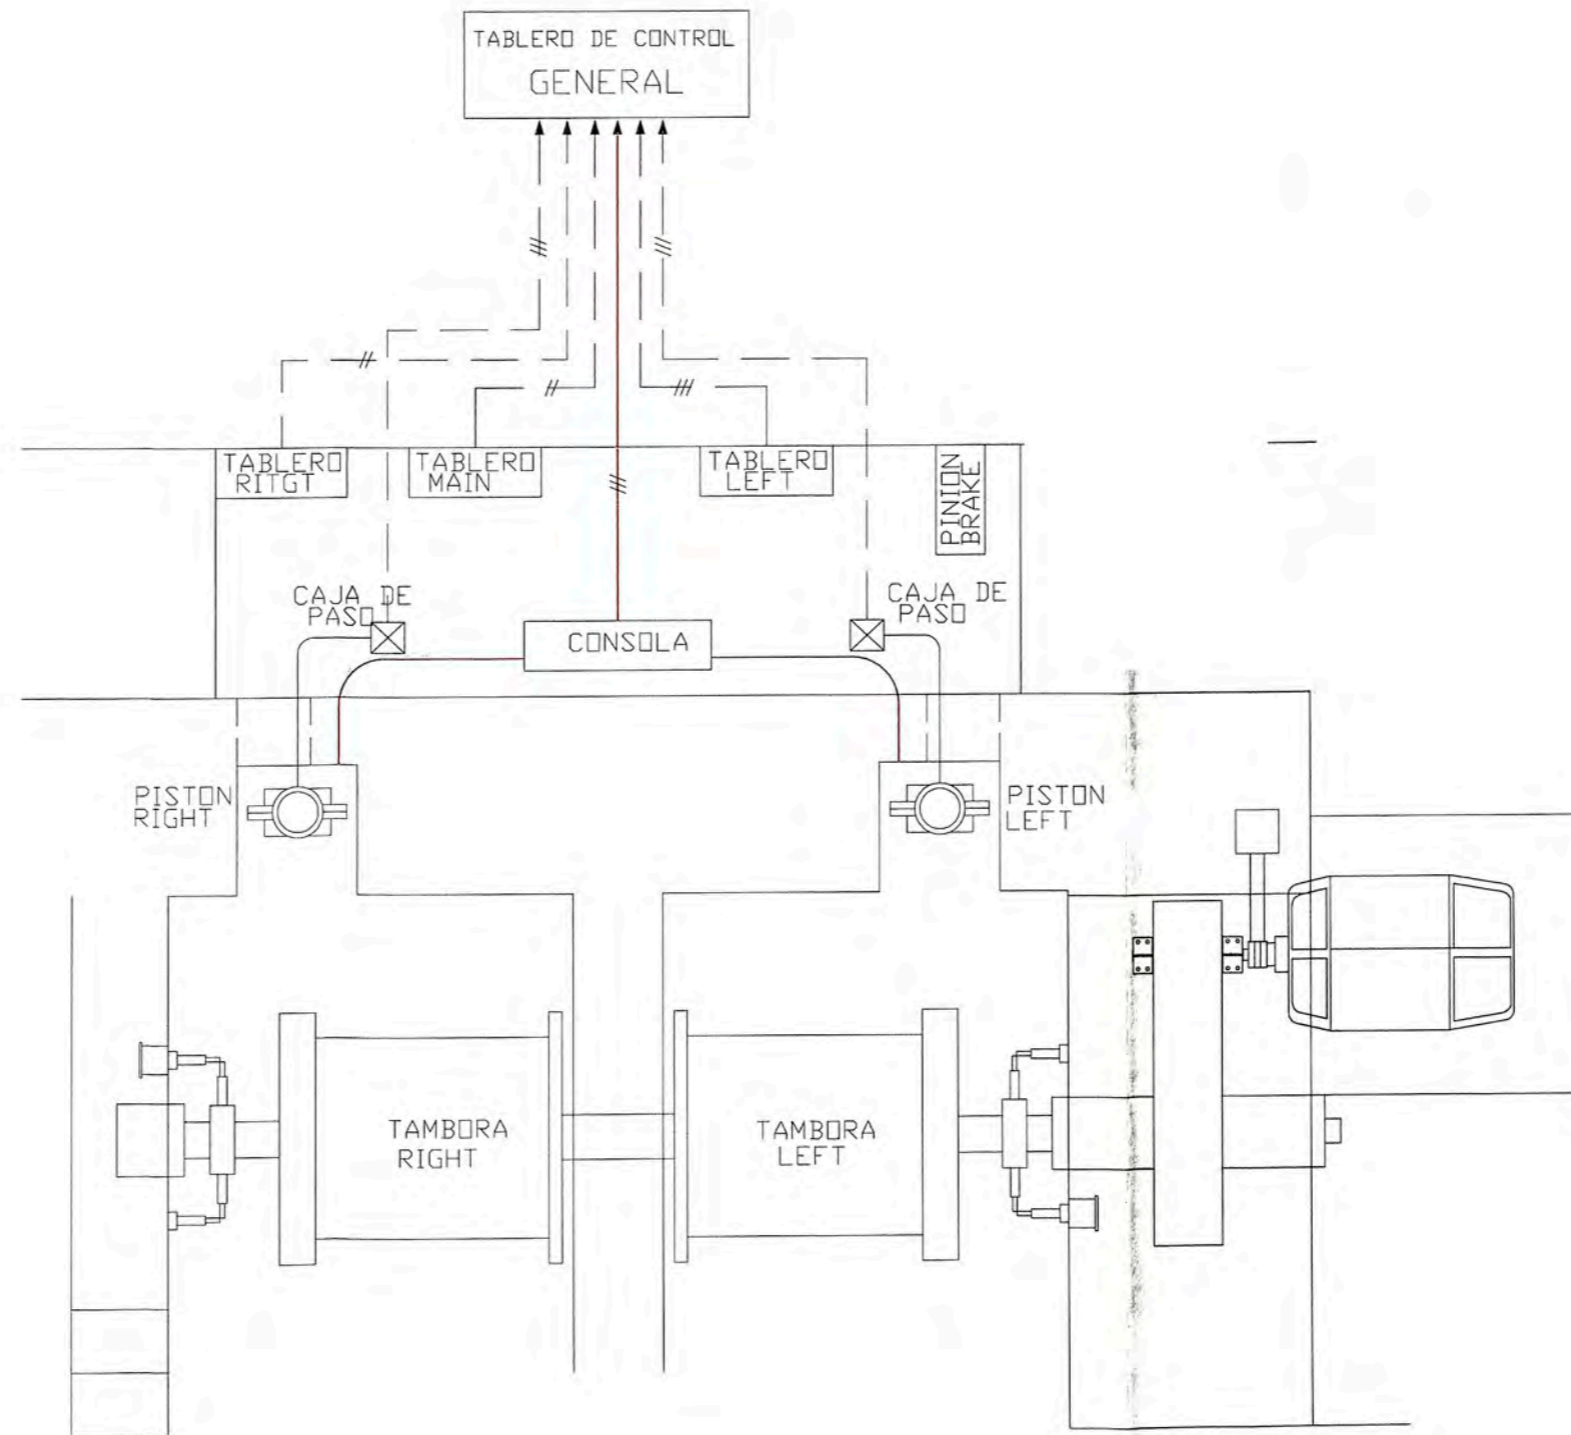 TABLERO DE CONTROL
GENERAL
TABLERO
RITGT
TABLERO
MAIN
TABLERO
LEFT
PINION
BRAKE
CAJA DE
PASO
CONSOLA
CAJA DE
PASO
PISTON
RIGHT
PISTON
LEFT
TAMBORA
RIGHT
TAMBORA
LEFT